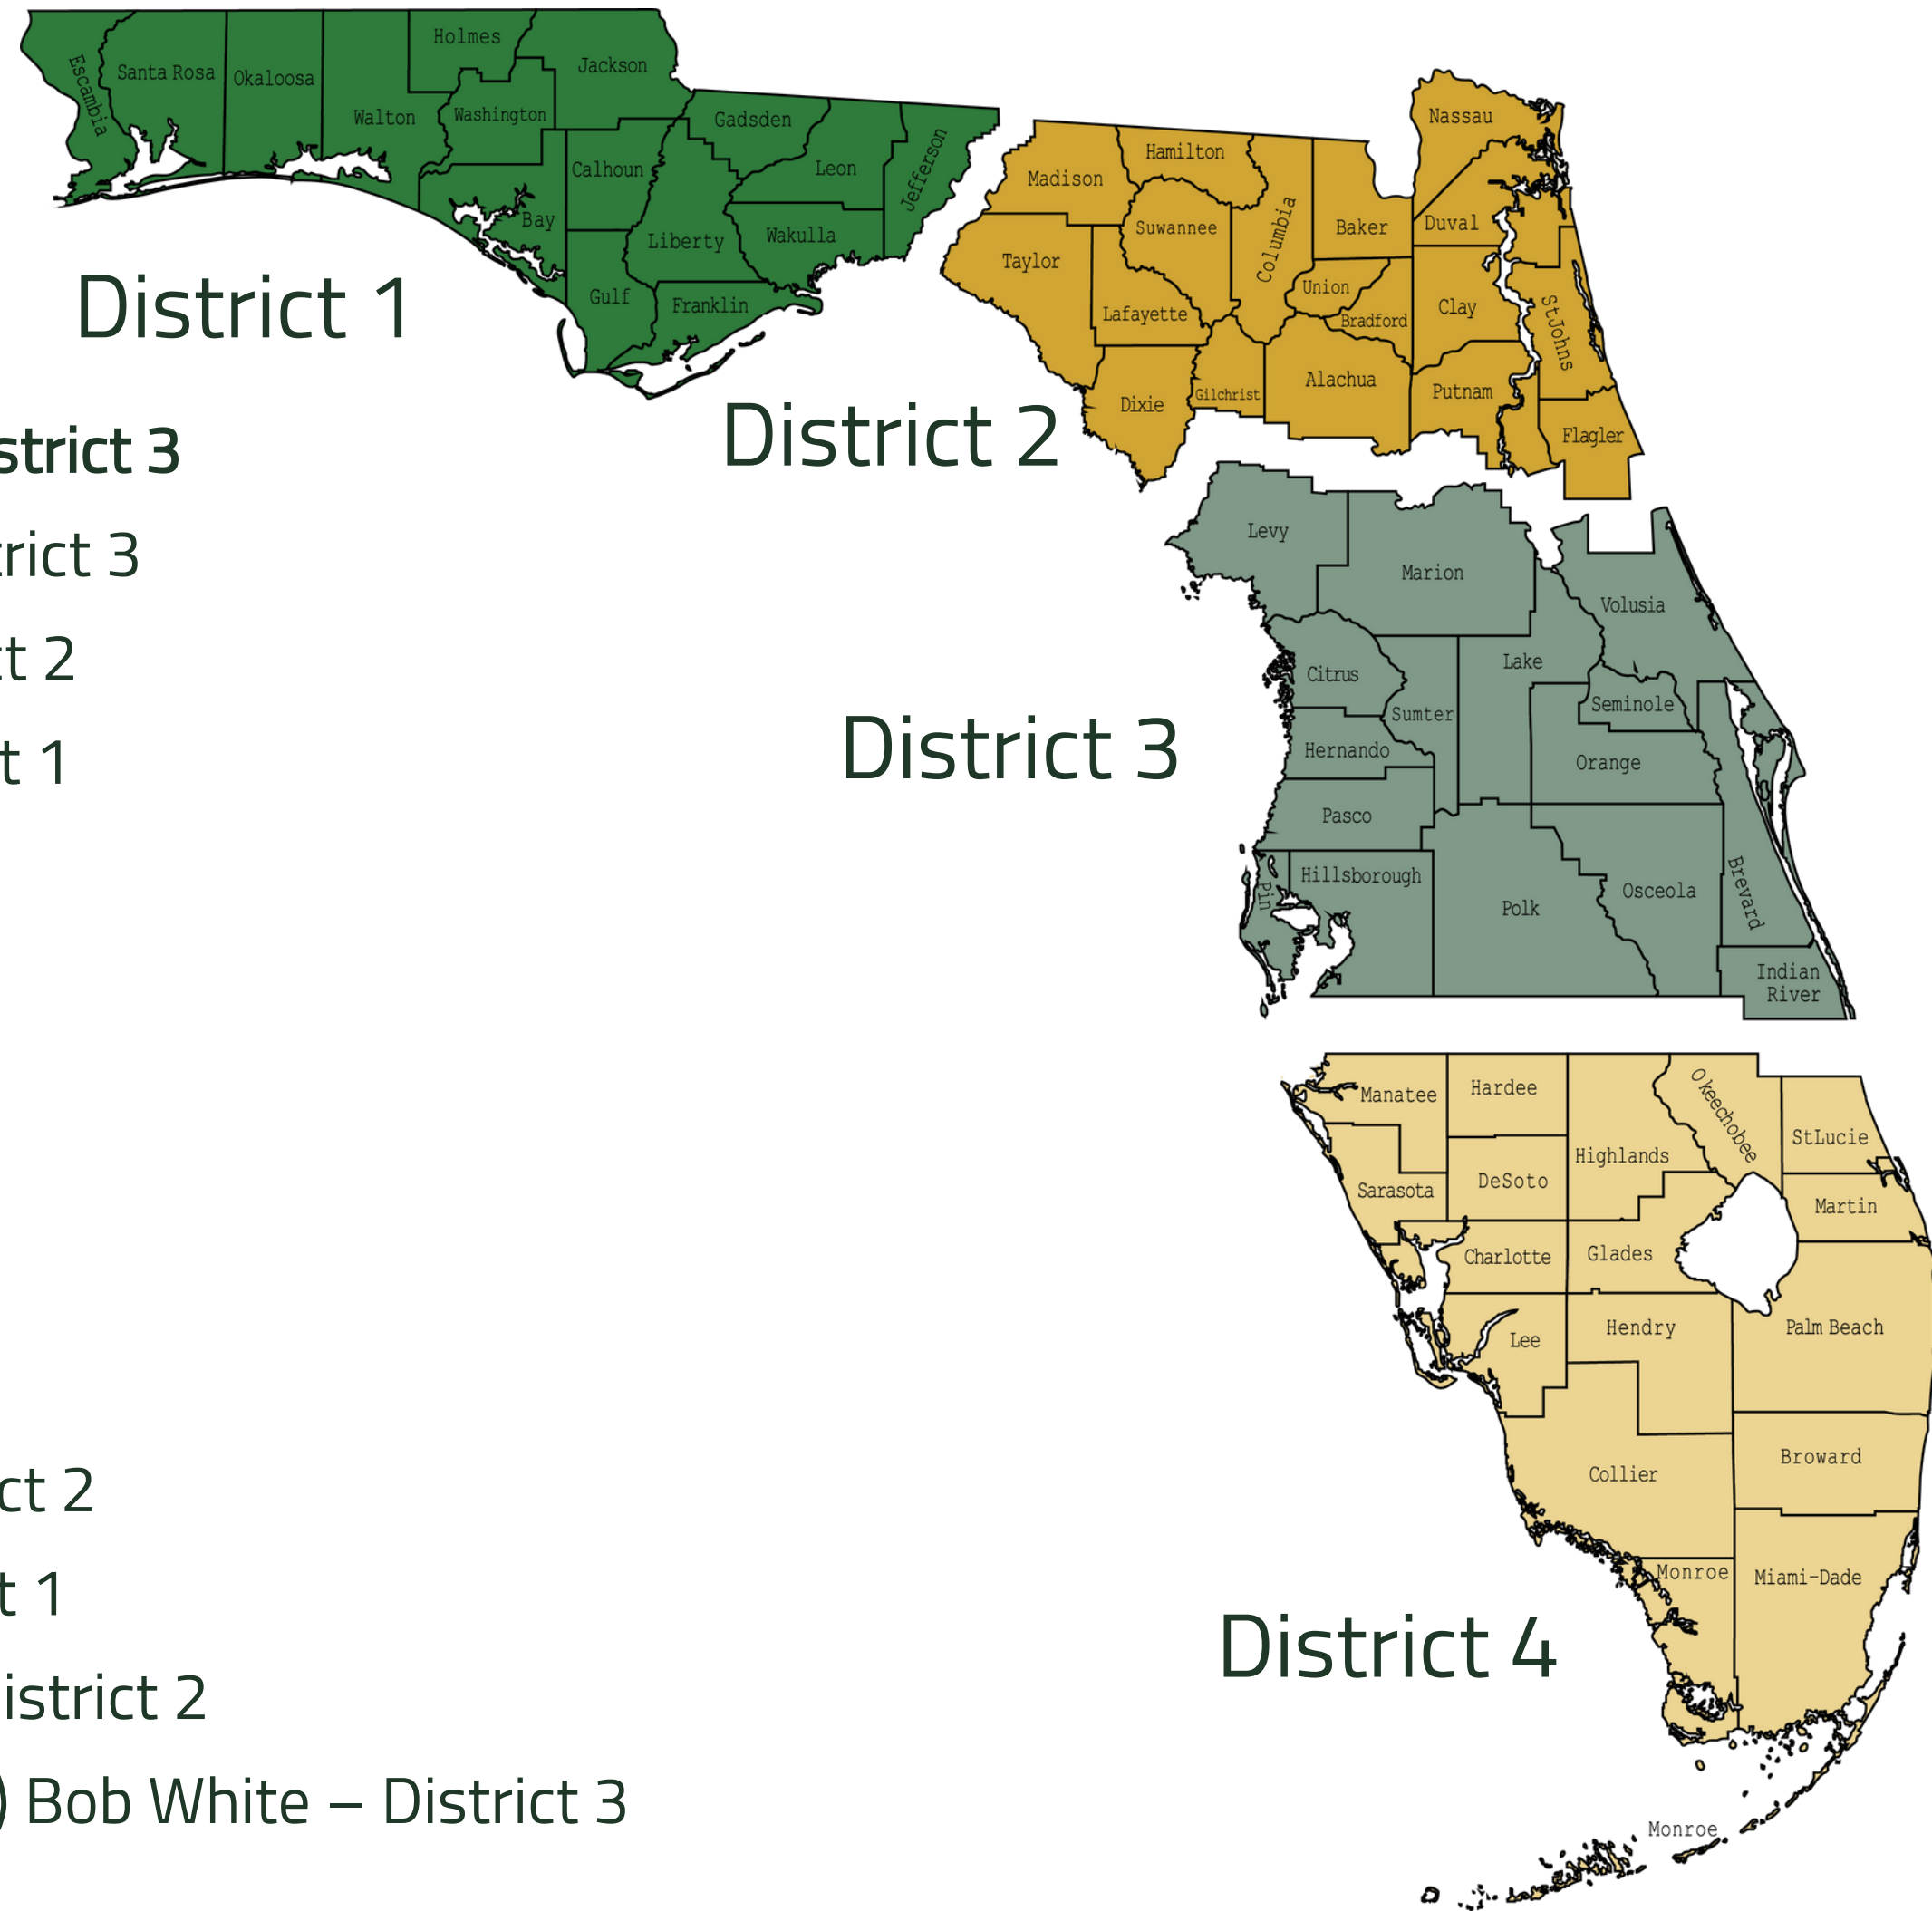 Escambia
Santa Rosa
Okaloosa
Walton
Holmes
Washington
Jackson
Bay
Calhoun
Gulf
Liberty
Gadsden
Leon
Wakulla
Franklin
Jefferson
District 1
Nassau
Hamilton
Madison
Suwannee
Columbia
Baker
Duval
Taylor
Lafayette
Union
Bradford
Clay
StJohns
Dixie
Gilchrist
Alachua
Putnam
Flagler
District 2
strict 3
trict 3
ct 2
t 1
Levy
Marion
Volusia
Citrus
Lake
Sumter
Seminole
Hernando
Orange
Pasco
Hillsborough
Pin
Polk
Osceola
Brevard
Indian
River
District 3
Manatee
Hardee
Okeechobee
StLucie
Highlands
DeSoto
Sarasota
Martin
Charlotte
Glades
Lee
Hendry
Palm Beach
Collier
Broward
Monroe
Miami-Dade
District 4
Monroe
ct 2
t 1
istrict 2
) Bob White – District 3